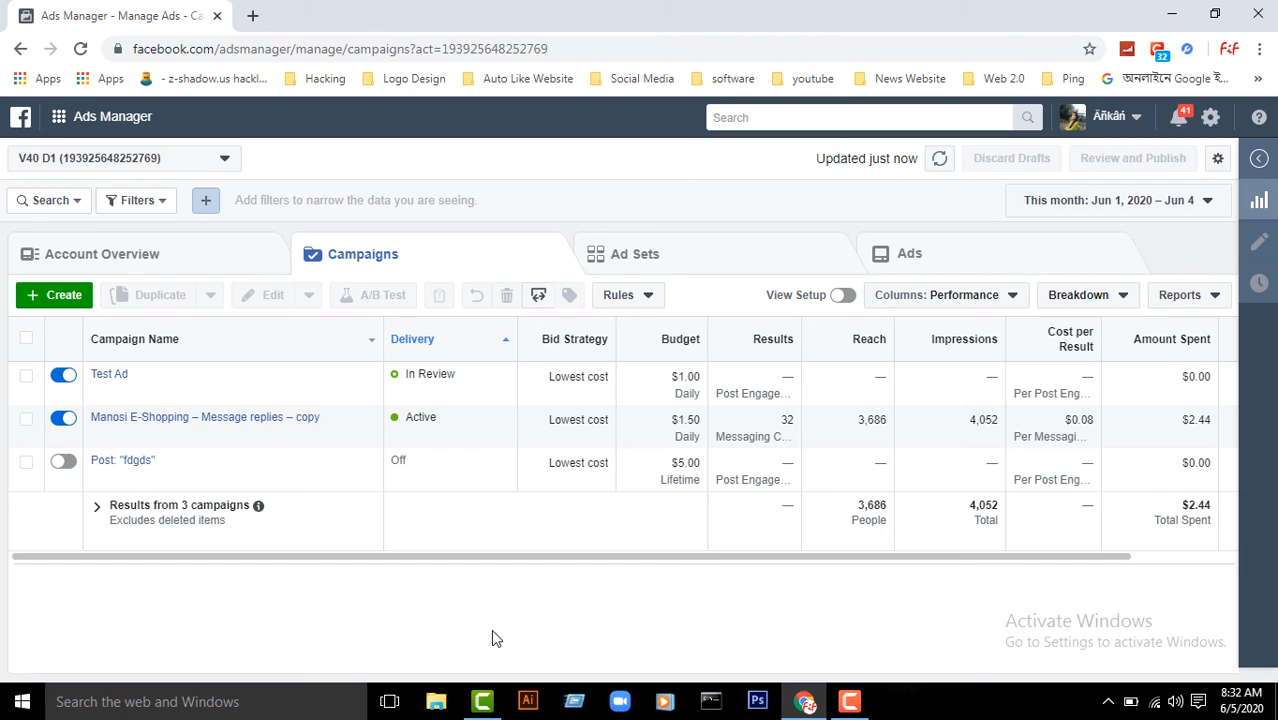 Ads Manager - Manage Ads - Ca
facebook.com/adsmanager/manage/campaigns?act=193925648252769
32
Apps
Apps
- z-shadow.us hackl...
Hacking
Logo Design
Auto Like Website
Social Media
software
youtube
News Website
Web 2.0
Ping
অনলাইনে Google ই...
»
Ads Manager
Search
Äñkâń
41
V40 D1 (193925648252769)
Updated just now
Discard Drafts
Review and Publish
Search
Filters
+
Add filters to narrow the data you are seeing.
This month: Jun 1, 2020 – Jun 4
Account Overview
Campaigns
Ad Sets
Ads
+ Create
Duplicate
Edit
A/B Test
Rules
View Setup
Columns: Performance
Breakdown
Reports
Campaign Name
Delivery
Bid Strategy
Budget
Results
Reach
Impressions
Cost per Result
Amount Spent
Test Ad
In Review
Lowest cost
$1.00
Daily
—
Post Engage...
—
—
—
Per Post Eng...
$0.00
Manosi E-Shopping – Message replies – copy
Active
Lowest cost
$1.50
Daily
32
Messaging C...
3,686
4,052
$0.08
Per Messagi...
$2.44
Post: "fdgds"
Off
Lowest cost
$5.00
Lifetime
—
Post Engage...
—
—
—
Per Post Eng...
$0.00
Results from 3 campaigns
Excludes deleted items
—
3,686
People
4,052
Total
—
$2.44
Total Spent
Activate Windows
Go to Settings to activate Windows.
Search the web and Windows
Ai
Ps
8:32 AM
6/5/2020